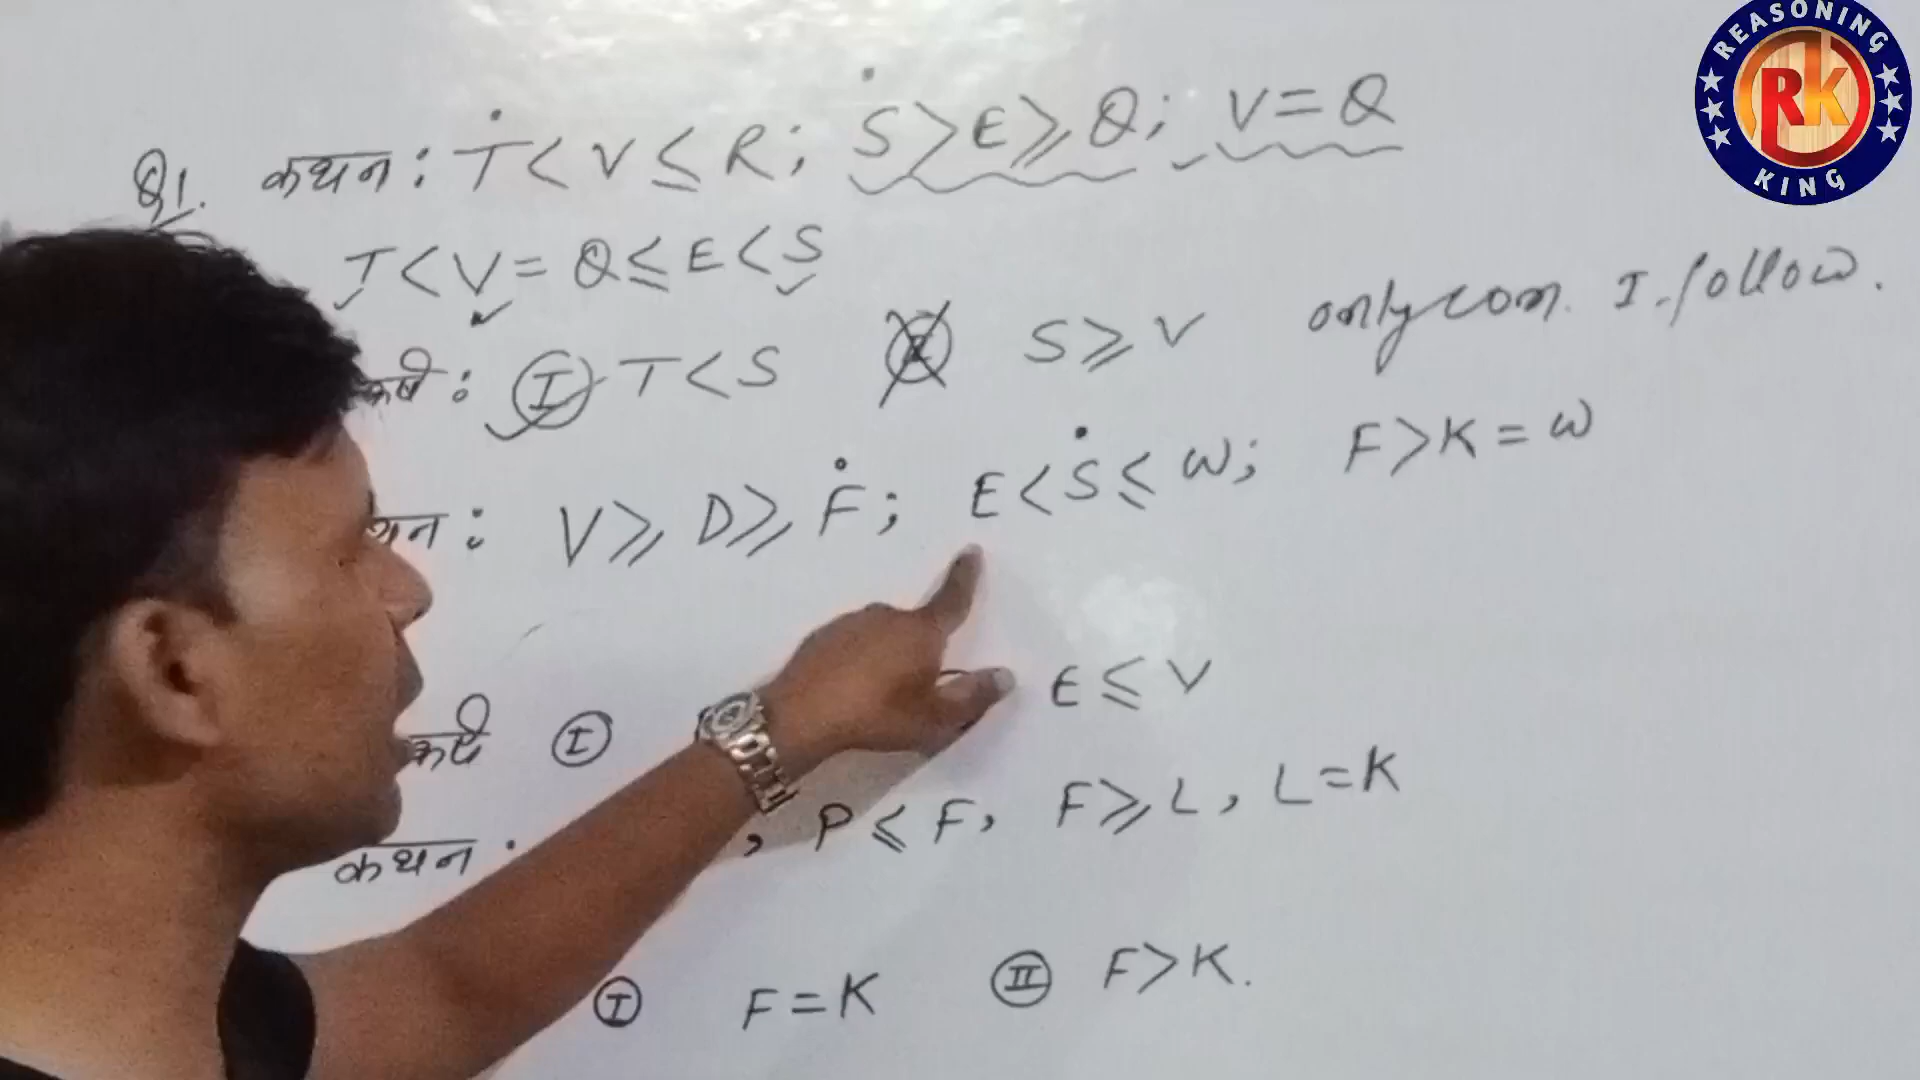 REASONING
RK
KING
Q1. कथन : T < V ≤ R; S > E ≥ Q; V = Q
T < V = Q ≤ E < S
I T < S S ≥ V only con. I follow.
: V ≥ D ≥ F; E < S ≤ W; F > K = W
I E ≤ V
कथन , P ≤ F, F ≥ L, L = K
I F = K II F > K.